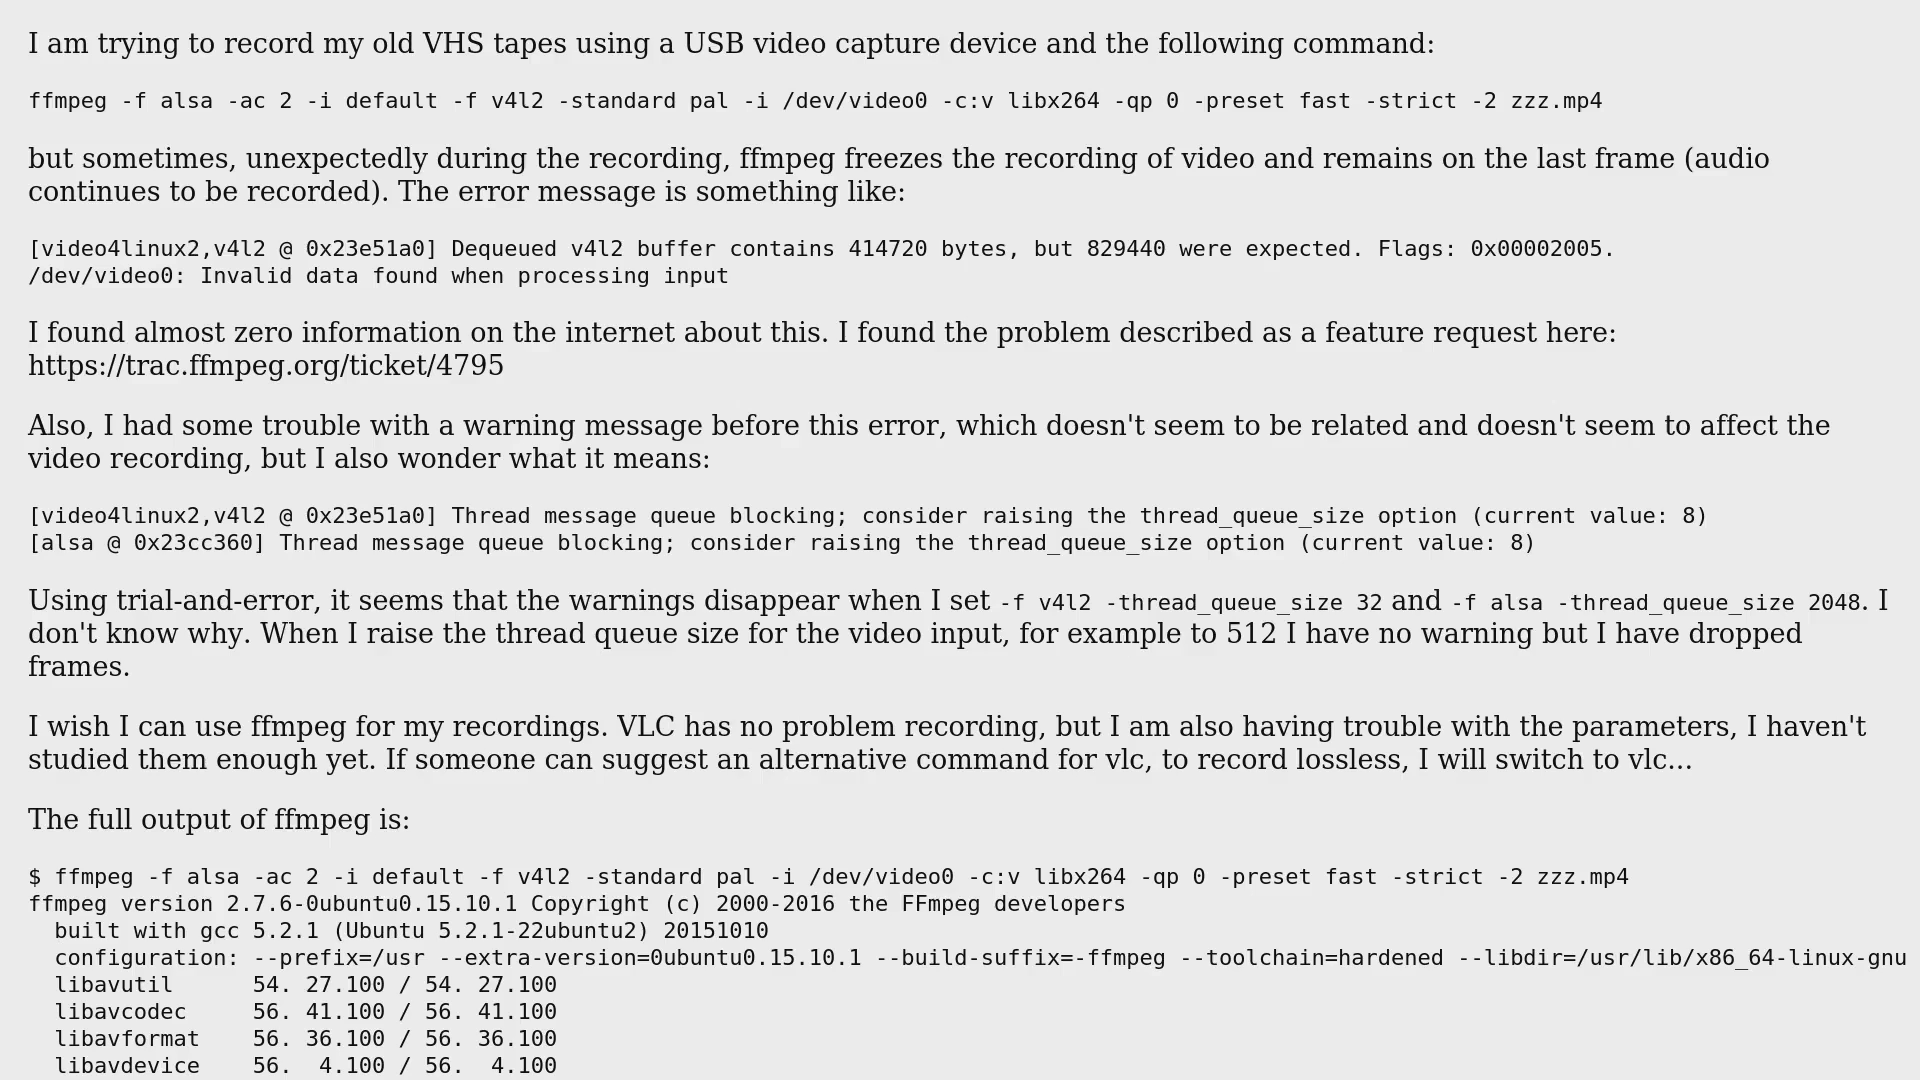 I am trying to record my old VHS tapes using a USB video capture device and the following command:
ffmpeg -f alsa -ac 2 -i default -f v4l2 -standard pal -i /dev/video0 -c:v libx264 -qp 0 -preset fast -strict -2 zzz.mp4
but sometimes, unexpectedly during the recording, ffmpeg freezes the recording of video and remains on the last frame (audio
continues to be recorded). The error message is something like:
[video4linux2,v4l2 @ 0x23e51a0] Dequeued v4l2 buffer contains 414720 bytes, but 829440 were expected. Flags: 0x00002005.
/dev/video0: Invalid data found when processing input
I found almost zero information on the internet about this. I found the problem described as a feature request here:
https://trac.ffmpeg.org/ticket/4795
Also, I had some trouble with a warning message before this error, which doesn't seem to be related and doesn't seem to affect the
video recording, but I also wonder what it means:
[video4linux2,v4l2 @ 0x23e51a0] Thread message queue blocking; consider raising the thread_queue_size option (current value: 8)
[alsa @ 0x23cc360] Thread message queue blocking; consider raising the thread_queue_size option (current value: 8)
Using trial-and-error, it seems that the warnings disappear when I set -f v4l2 -thread_queue_size 32 and -f alsa -thread_queue_size 2048. I
don't know why. When I raise the thread queue size for the video input, for example to 512 I have no warning but I have dropped
frames.
I wish I can use ffmpeg for my recordings. VLC has no problem recording, but I am also having trouble with the parameters, I haven't
studied them enough yet. If someone can suggest an alternative command for vlc, to record lossless, I will switch to vlc...
The full output of ffmpeg is:
$ ffmpeg -f alsa -ac 2 -i default -f v4l2 -standard pal -i /dev/video0 -c:v libx264 -qp 0 -preset fast -strict -2 zzz.mp4
ffmpeg version 2.7.6-0ubuntu0.15.10.1 Copyright (c) 2000-2016 the FFmpeg developers
  built with gcc 5.2.1 (Ubuntu 5.2.1-22ubuntu2) 20151010
  configuration: --prefix=/usr --extra-version=0ubuntu0.15.10.1 --build-suffix=-ffmpeg --toolchain=hardened --libdir=/usr/lib/x86_64-linux-gnu
  libavutil      54. 27.100 / 54. 27.100
  libavcodec     56. 41.100 / 56. 41.100
  libavformat    56. 36.100 / 56. 36.100
  libavdevice    56.  4.100 / 56.  4.100